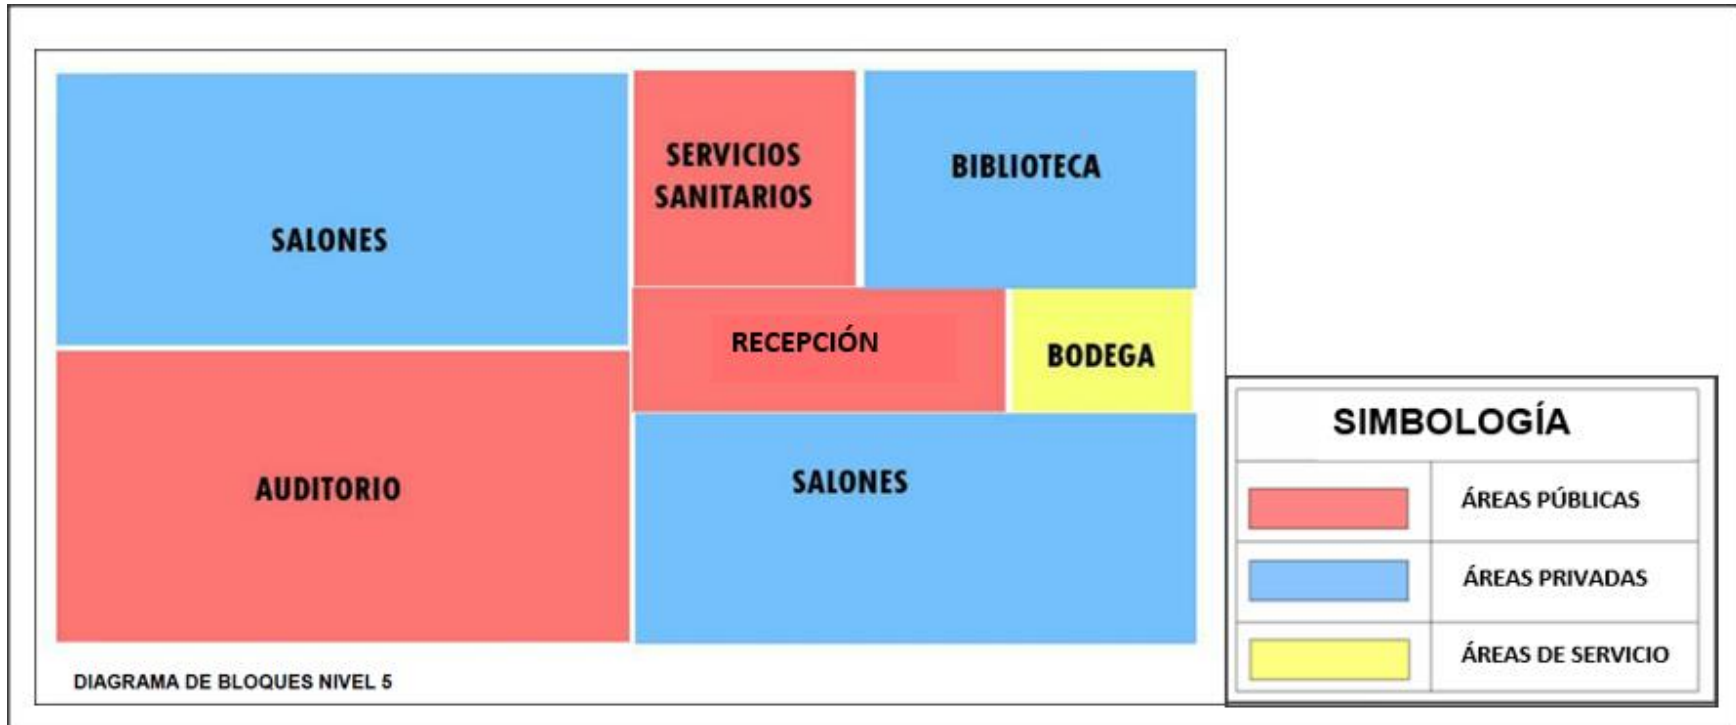 SALONES
SERVICIOS
SANITARIOS
BIBLIOTECA
RECEPCIÓN
BODEGA
AUDITORIO
SALONES
DIAGRAMA DE BLOQUES NIVEL 5
SIMBOLOGÍA
ÁREAS PÚBLICAS
ÁREAS PRIVADAS
ÁREAS DE SERVICIO